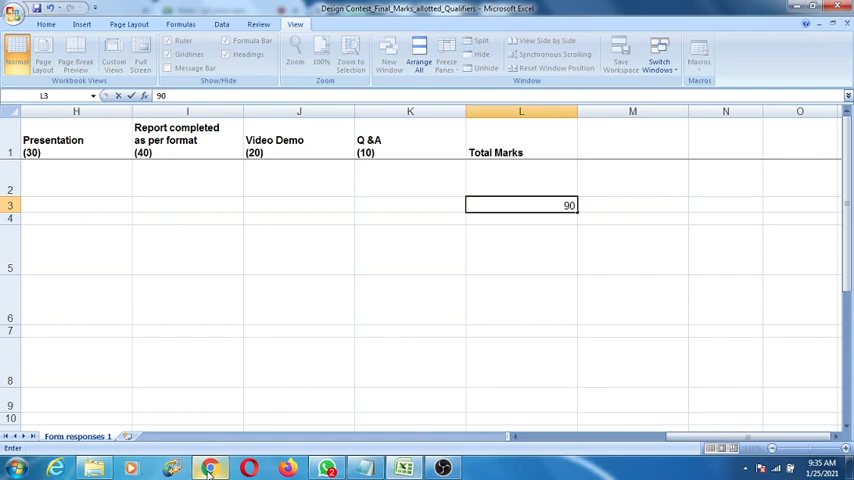 Design Contest_Final_Marks_allotted_Qualifiers - Microsoft Excel
Home Insert Page Layout Formulas Data Review View
Normal Page Layout Page Break Preview Custom Views Full Screen
Workbook Views
Ruler Formula Bar
Gridlines Headings
Message Bar
Show/Hide
Zoom 100% Zoom to Selection
Zoom
New Window Arrange All Freeze Panes
Split View Side by Side
Hide Synchronous Scrolling
Unhide Reset Window Position
Save Workspace Switch Windows
Window
Macros
Macros
L3 90
H I J K L M N O
1 Presentation (30) Report completed as per format (40) Video Demo (20) Q &A (10) Total Marks
2
3 90
4
5
6
7
8
9
10
Form responses 1
Enter
2
9:35 AM
1/25/2021